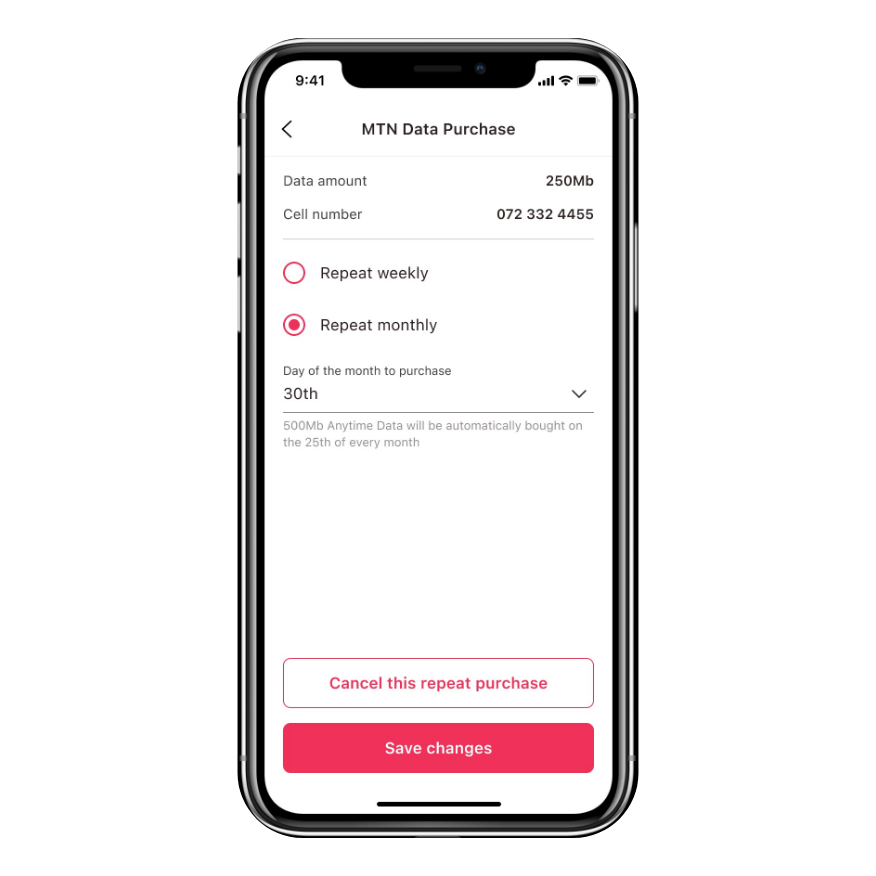 9:41
MTN Data Purchase
Data amount 250Mb
Cell number 072 332 4455
Repeat weekly
Repeat monthly
Day of the month to purchase
30th
500Mb Anytime Data will be automatically bought on
the 25th of every month
Cancel this repeat purchase
Save changes